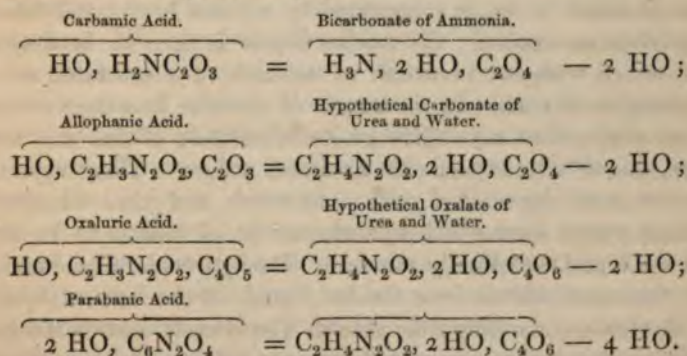 Carbamic Acid. Bicarbonate of Ammonia.
HO, H₂NC₂O₃ = H₃N, 2 HO, C₂O₄ — 2 HO;
Allophanic Acid. Hypothetical Carbonate of
Urea and Water.
HO, C₂H₃N₂O₂, C₂O₃ = C₂H₄N₂O₂, 2 HO, C₂O₄ — 2 HO;
Oxaluric Acid. Hypothetical Oxalate of
Urea and Water.
HO, C₂H₃N₂O₂, C₄O₅ = C₂H₄N₂O₂, 2 HO, C₄O₆ — 2 HO;
Parabanic Acid.
2 HO, C₆N₂O₄ = C₂H₄N₂O₂, 2 HO, C₄O₆ — 4 HO.